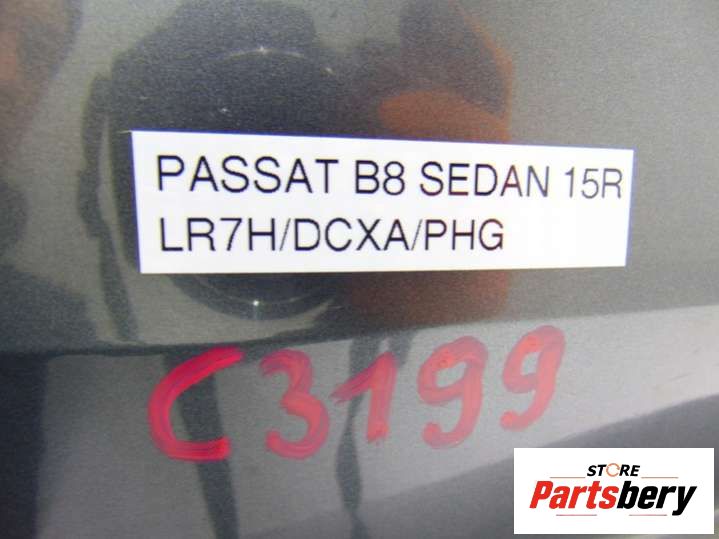 PASSAT B8 SEDAN 15R
LR7H/DCXA/PHG
C3199
STORE
Partsbery